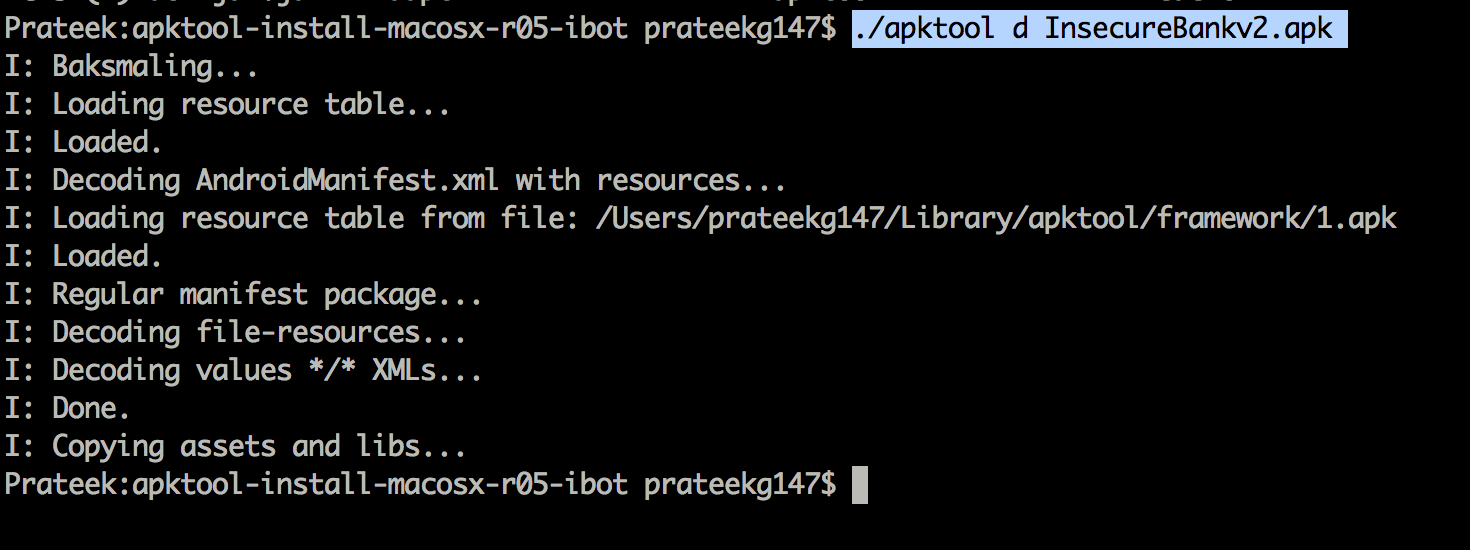 Prateek:apktool-install-macosx-r05-ibot prateekg147$ ./apktool d InsecureBankv2.apk
I: Baksmaling...
I: Loading resource table...
I: Loaded.
I: Decoding AndroidManifest.xml with resources...
I: Loading resource table from file: /Users/prateekg147/Library/apktool/framework/1.apk
I: Loaded.
I: Regular manifest package...
I: Decoding file-resources...
I: Decoding values */* XMLs...
I: Done.
I: Copying assets and libs...
Prateek:apktool-install-macosx-r05-ibot prateekg147$